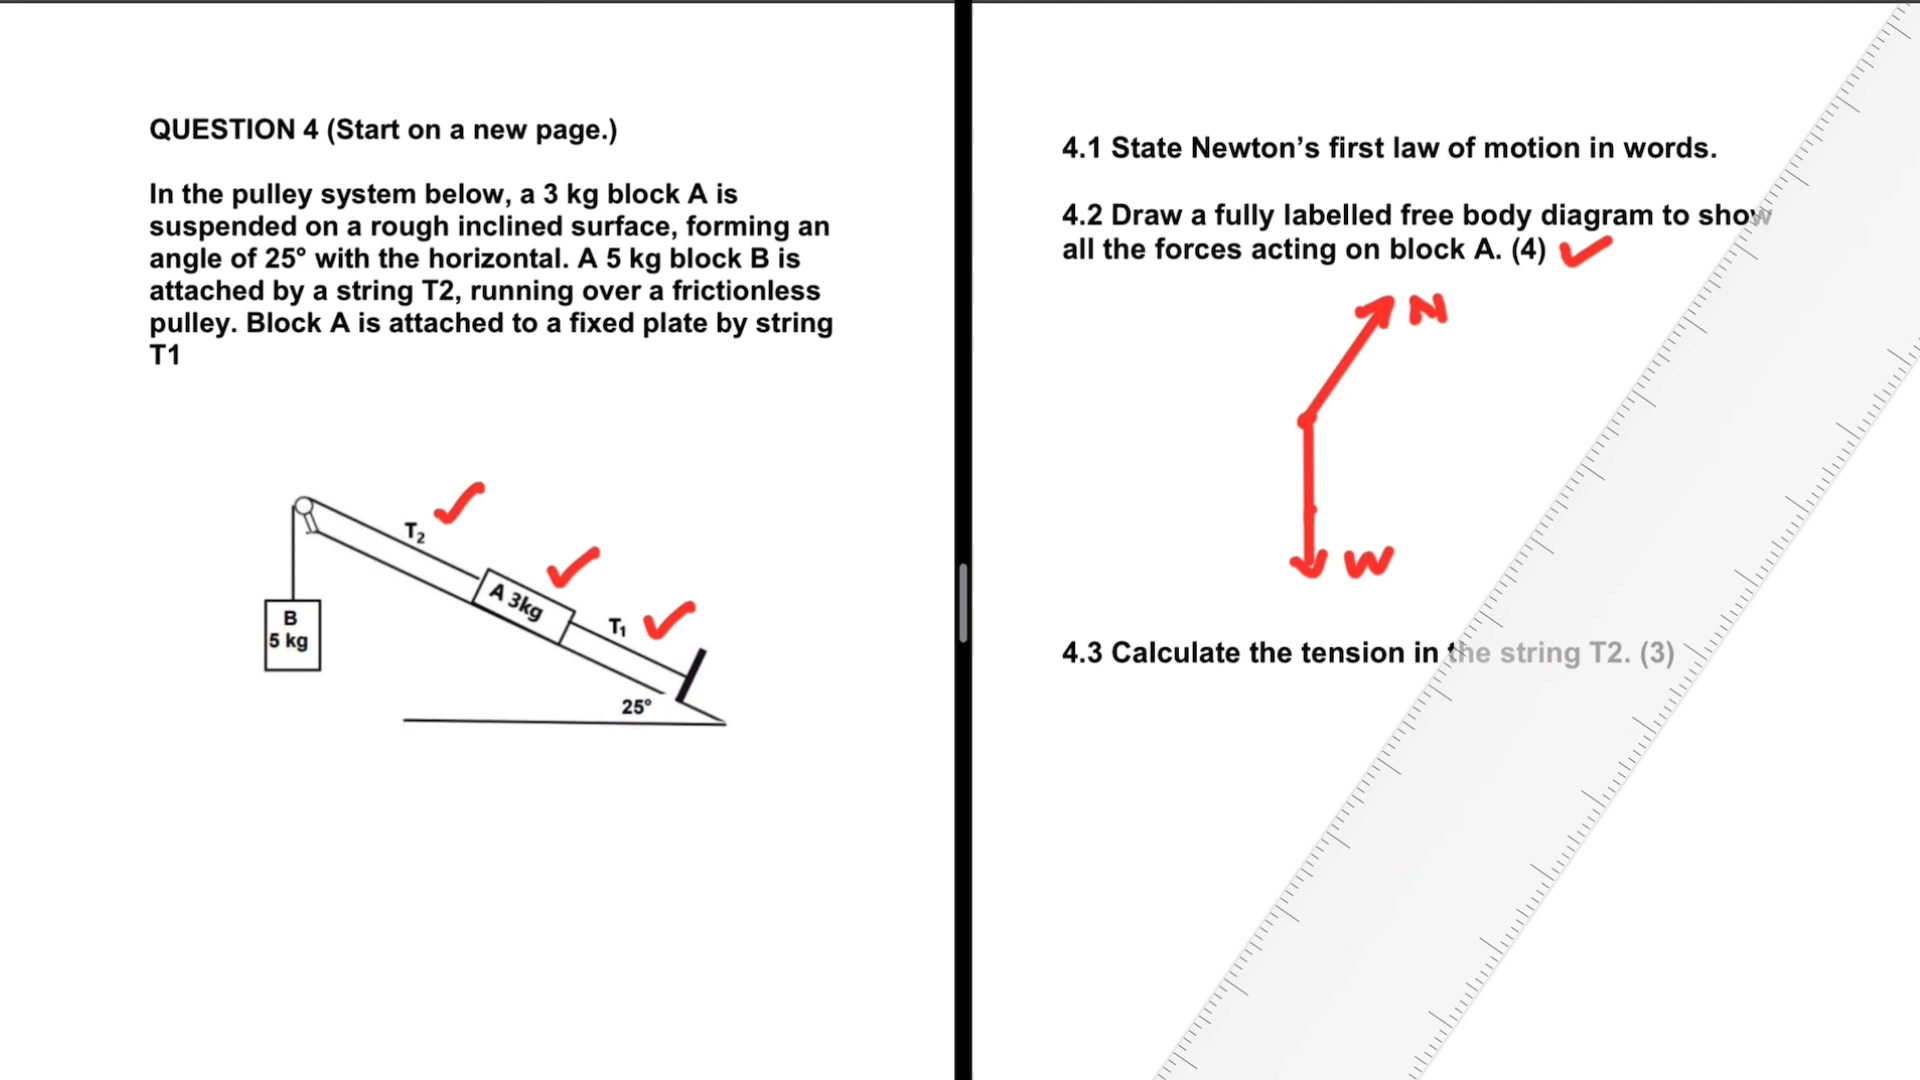 QUESTION 4 (Start on a new page.)
In the pulley system below, a 3 kg block A is
suspended on a rough inclined surface, forming an
angle of 25º with the horizontal. A 5 kg block B is
attached by a string T2, running over a frictionless
pulley. Block A is attached to a fixed plate by string
T1
T₂
A 3kg
B
5 kg
T₁
25º
4.1 State Newton’s first law of motion in words.
4.2 Draw a fully labelled free body diagram to show
all the forces acting on block A. (4)
N
W
4.3 Calculate the tension in the string T2. (3)